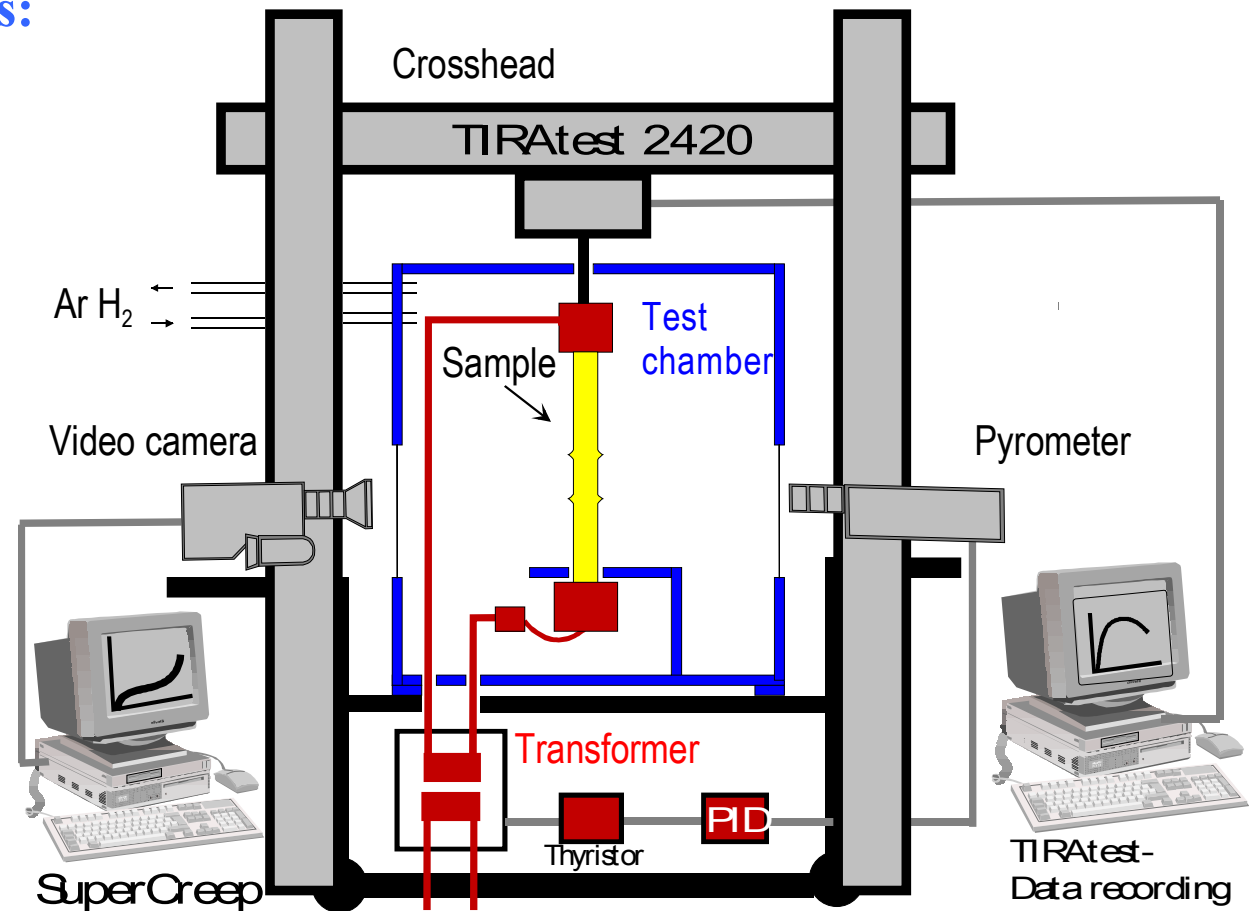 s:
Crosshead
TIRAtest 2420
Ar H₂
Test
chamber
Sample
Video camera
Pyrometer
Transformer
PID
Thyristor
SuperCreep
TIRAtest-
Data recording